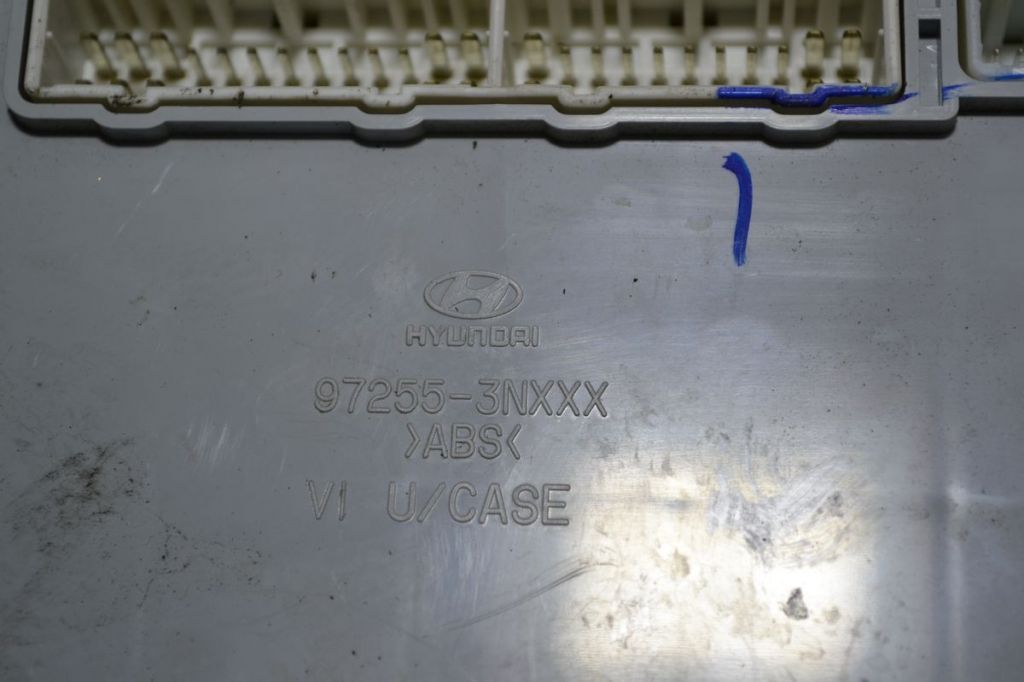 HYUNDAI
97255-3NXXX
>ABS<
VI U/CASE